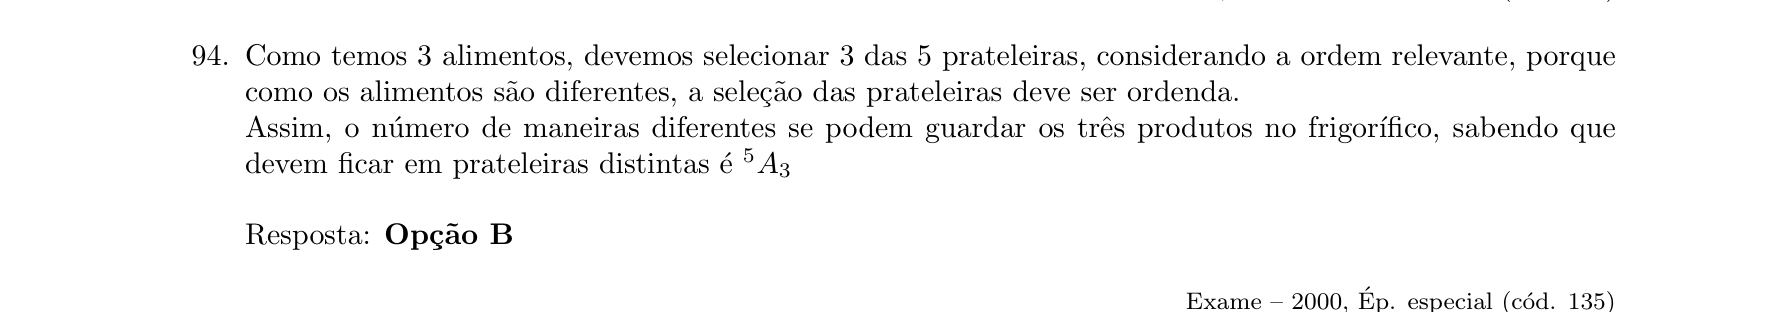 94. Como temos 3 alimentos, devemos selecionar 3 das 5 prateleiras, considerando a ordem relevante, porque
como os alimentos são diferentes, a seleção das prateleiras deve ser ordenda.
Assim, o número de maneiras diferentes se podem guardar os três produtos no frigorífico, sabendo que
devem ficar em prateleiras distintas é ⁵A₃
Resposta: Opção B
Exame – 2000, Ép. especial (cód. 135)